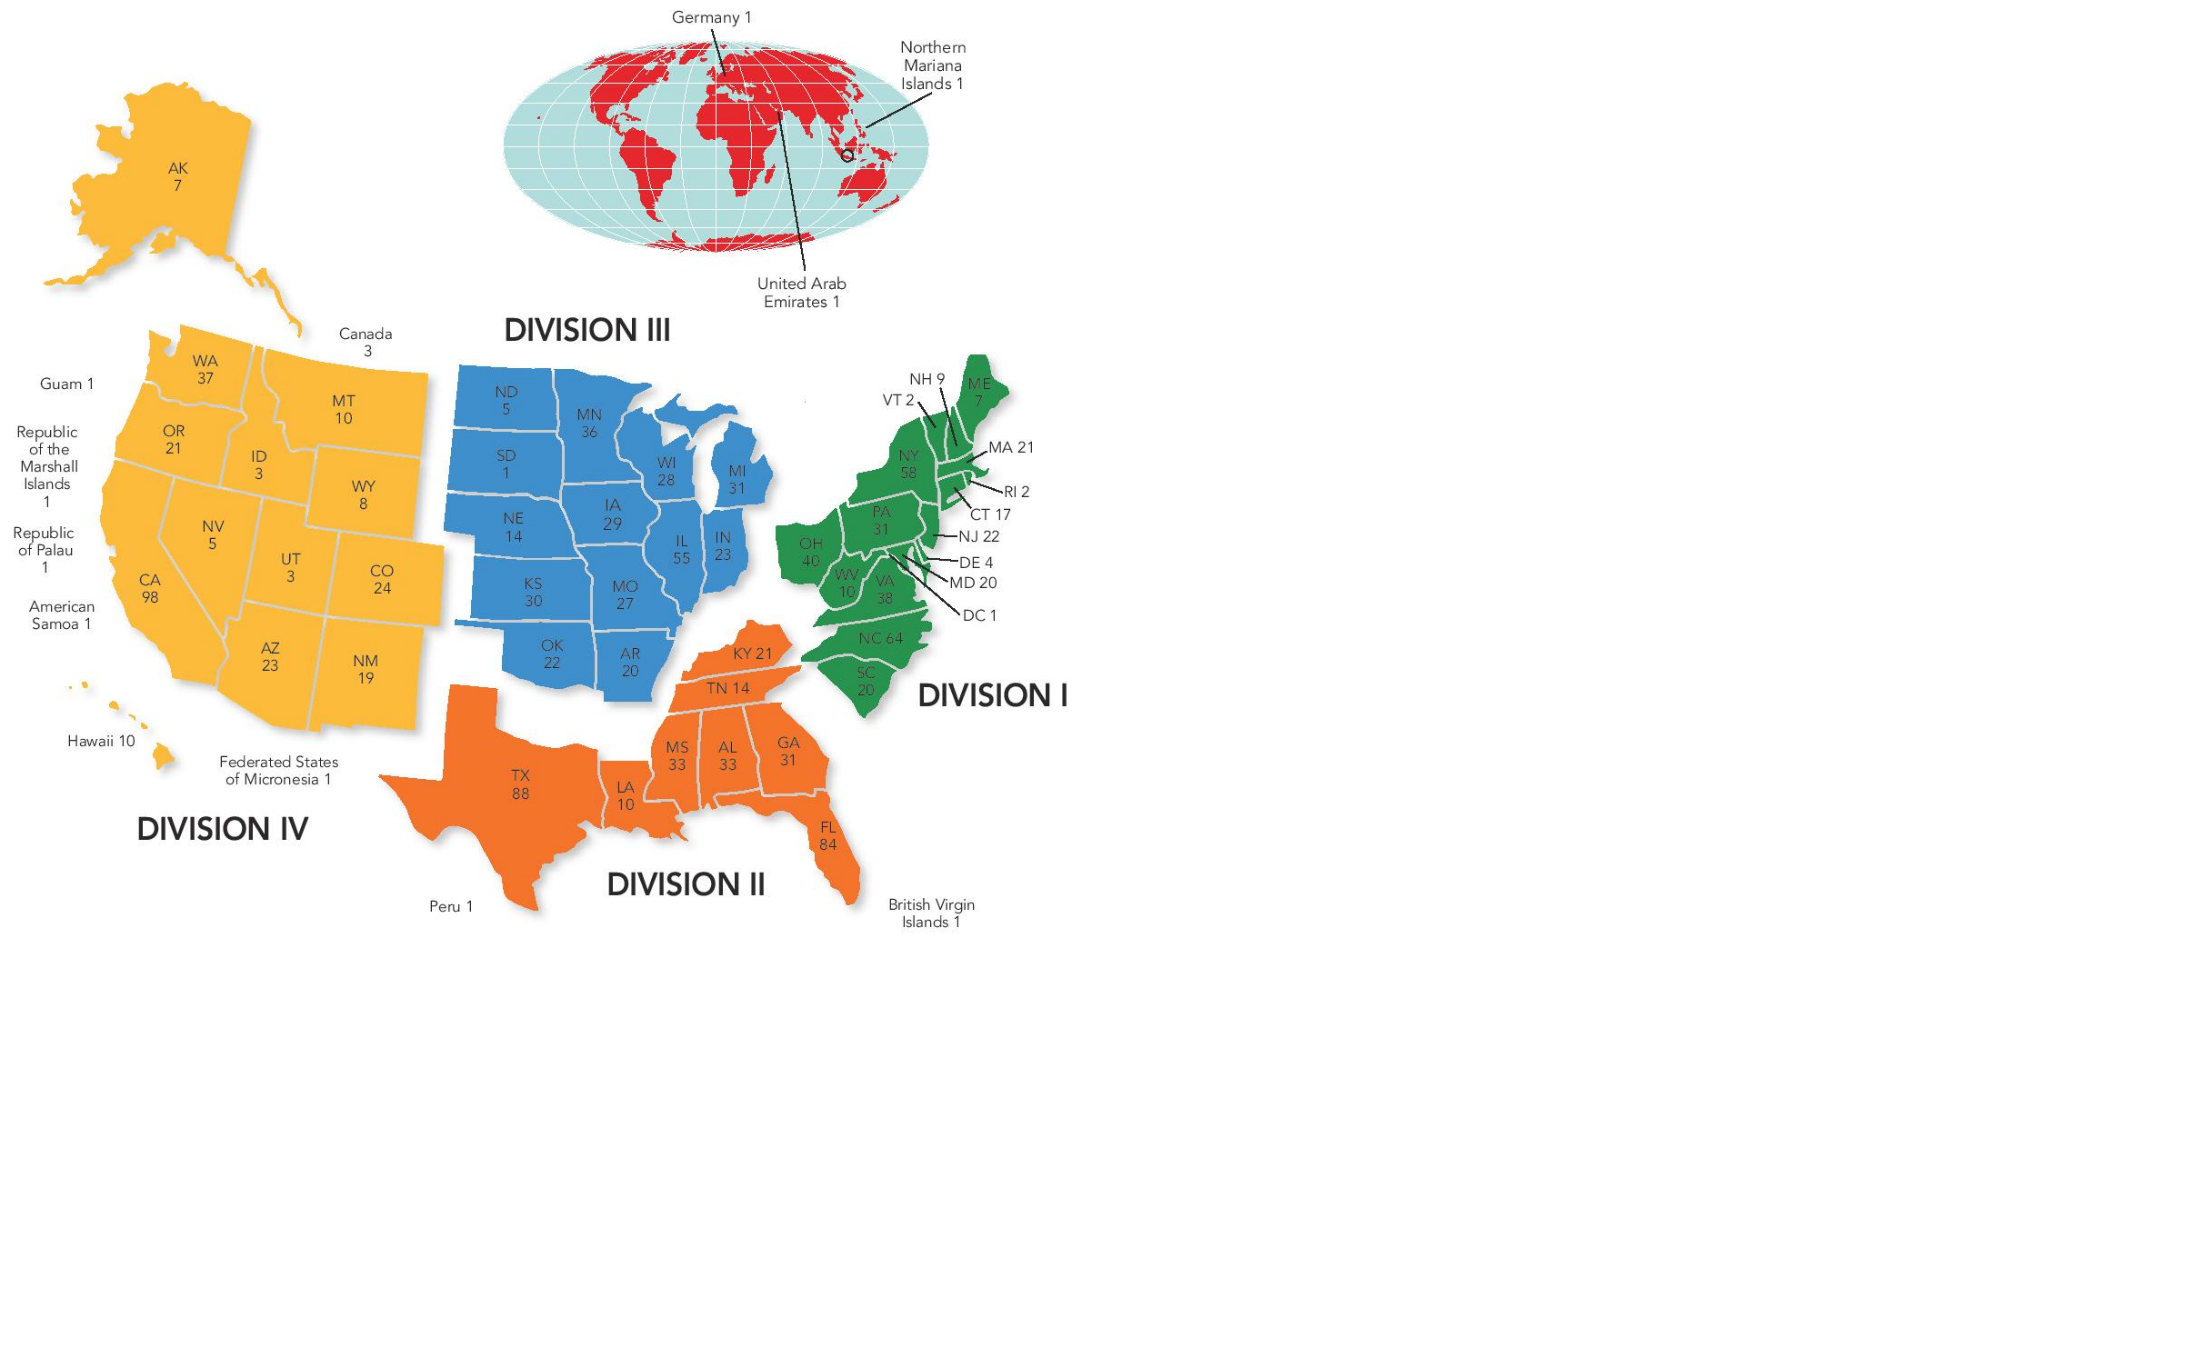 Germany 1
Northern
Mariana
Islands 1
United Arab
Emirates 1
DIVISION III
AK
7
Canada
3
WA
37
Guam 1
MT
10
OR
21
ID
3
Republic
of the
Marshall
Islands
1
WY
8
NV
5
Republic
of Palau
1
UT
3
CO
24
CA
98
American
Samoa 1
AZ
23
NM
19
Hawaii 10
Federated States
of Micronesia 1
DIVISION IV
ND
5
MN
36
SD
1
WI
28
MI
31
NE
14
IA
29
IL
55
IN
23
KS
30
MO
27
OK
22
AR
20
NH 9
ME
7
VT 2
MA 21
NY
58
RI 2
CT 17
PA
31
NJ 22
OH
40
DE 4
MD 20
WV
10
VA
38
DC 1
NC 64
SC
20
DIVISION I
KY 21
TN 14
MS
33
AL
33
GA
31
TX
88
LA
10
FL
84
DIVISION II
Peru 1
British Virgin
Islands 1